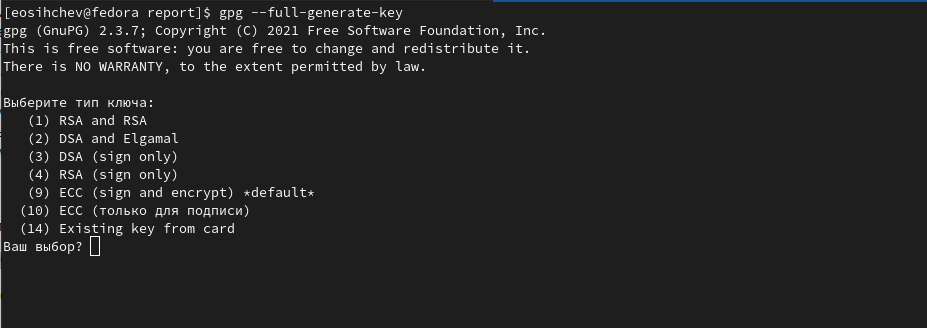 [eosihchev@fedora report]$ gpg --full-generate-key
gpg (GnuPG) 2.3.7; Copyright (C) 2021 Free Software Foundation, Inc.
This is free software: you are free to change and redistribute it.
There is NO WARRANTY, to the extent permitted by law.

Выберите тип ключа:
   (1) RSA and RSA
   (2) DSA and Elgamal
   (3) DSA (sign only)
   (4) RSA (sign only)
   (9) ECC (sign and encrypt) *default*
  (10) ECC (только для подписи)
  (14) Existing key from card
Ваш выбор?